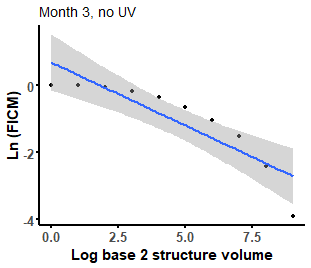 Month 3, no UV
Ln (FICM)
0
-2
-4
0.0 2.5 5.0 7.5
Log base 2 structure volume